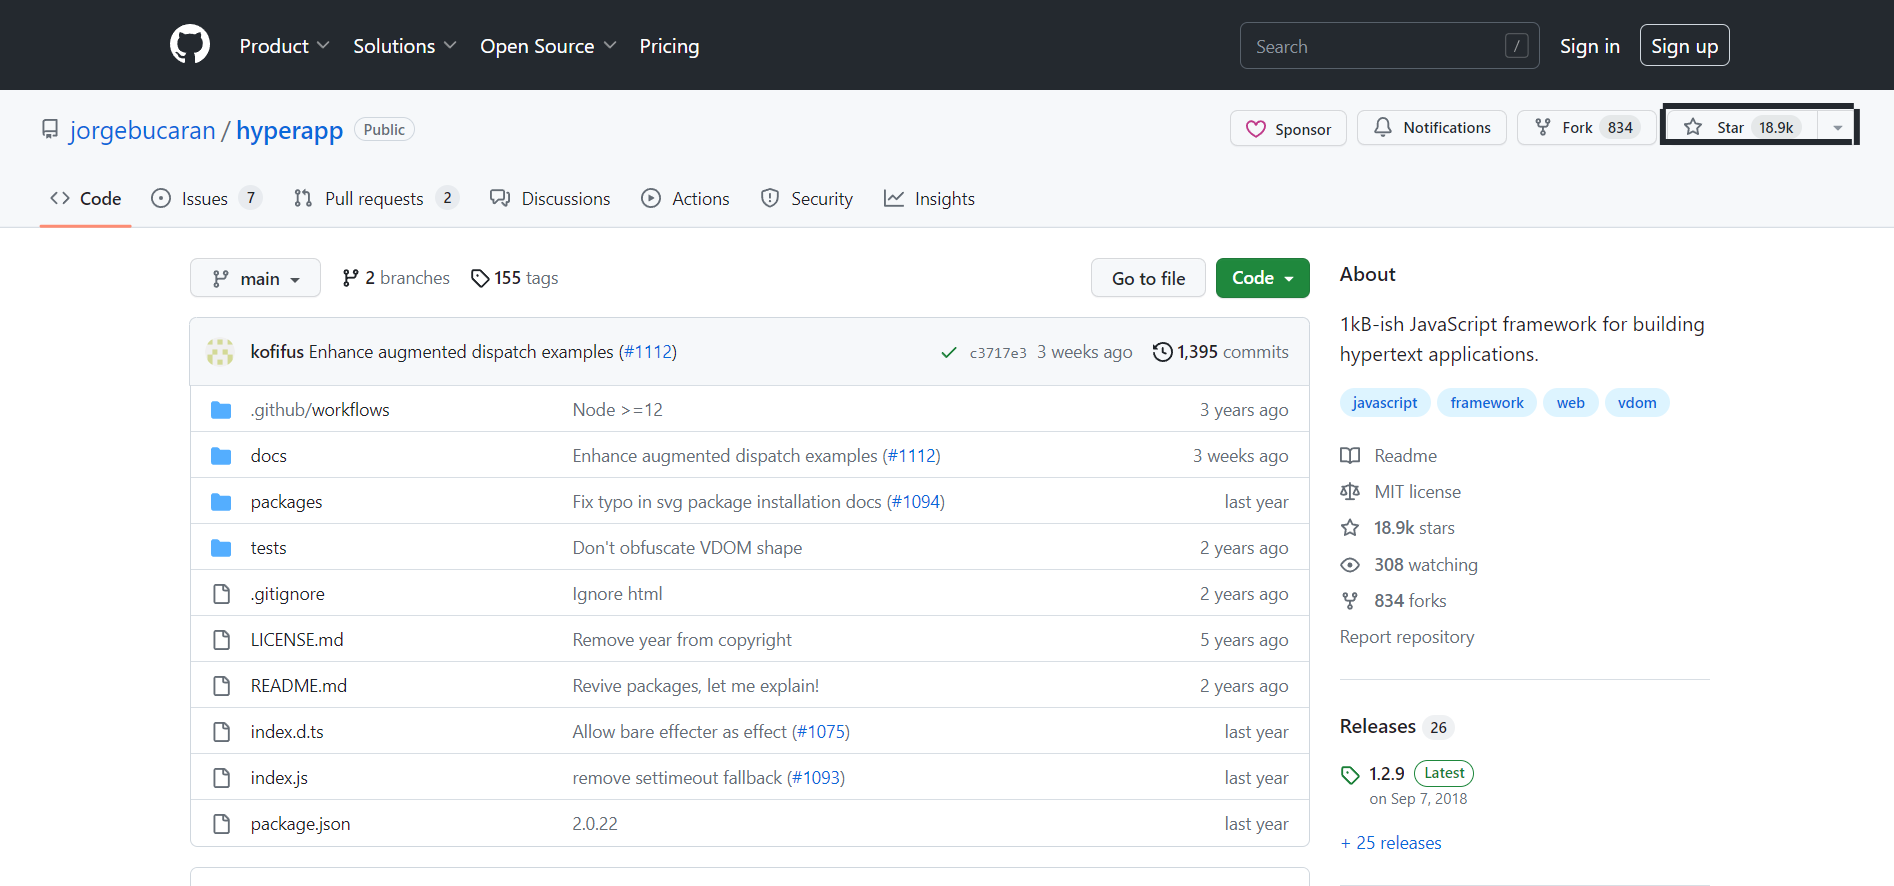 Product Solutions Open Source Pricing Search / Sign in Sign up
jorgebucaran / hyperapp Public Sponsor Notifications Fork 834 Star 18.9k
Code Issues 7 Pull requests 2 Discussions Actions Security Insights
main 2 branches 155 tags Go to file Code
kofifus Enhance augmented dispatch examples (#1112) c3717e3 3 weeks ago 1,395 commits
.github/workflows Node >=12 3 years ago
docs Enhance augmented dispatch examples (#1112) 3 weeks ago
packages Fix typo in svg package installation docs (#1094) last year
tests Don't obfuscate VDOM shape 2 years ago
.gitignore Ignore html 2 years ago
LICENSE.md Remove year from copyright 5 years ago
README.md Revive packages, let me explain! 2 years ago
index.d.ts Allow bare effecter as effect (#1075) last year
index.js remove settimeout fallback (#1093) last year
package.json 2.0.22 last year
About
1kB-ish JavaScript framework for building
hypertext applications.
javascript framework web vdom
Readme
MIT license
18.9k stars
308 watching
834 forks
Report repository
Releases 26
1.2.9 Latest
on Sep 7, 2018
+ 25 releases